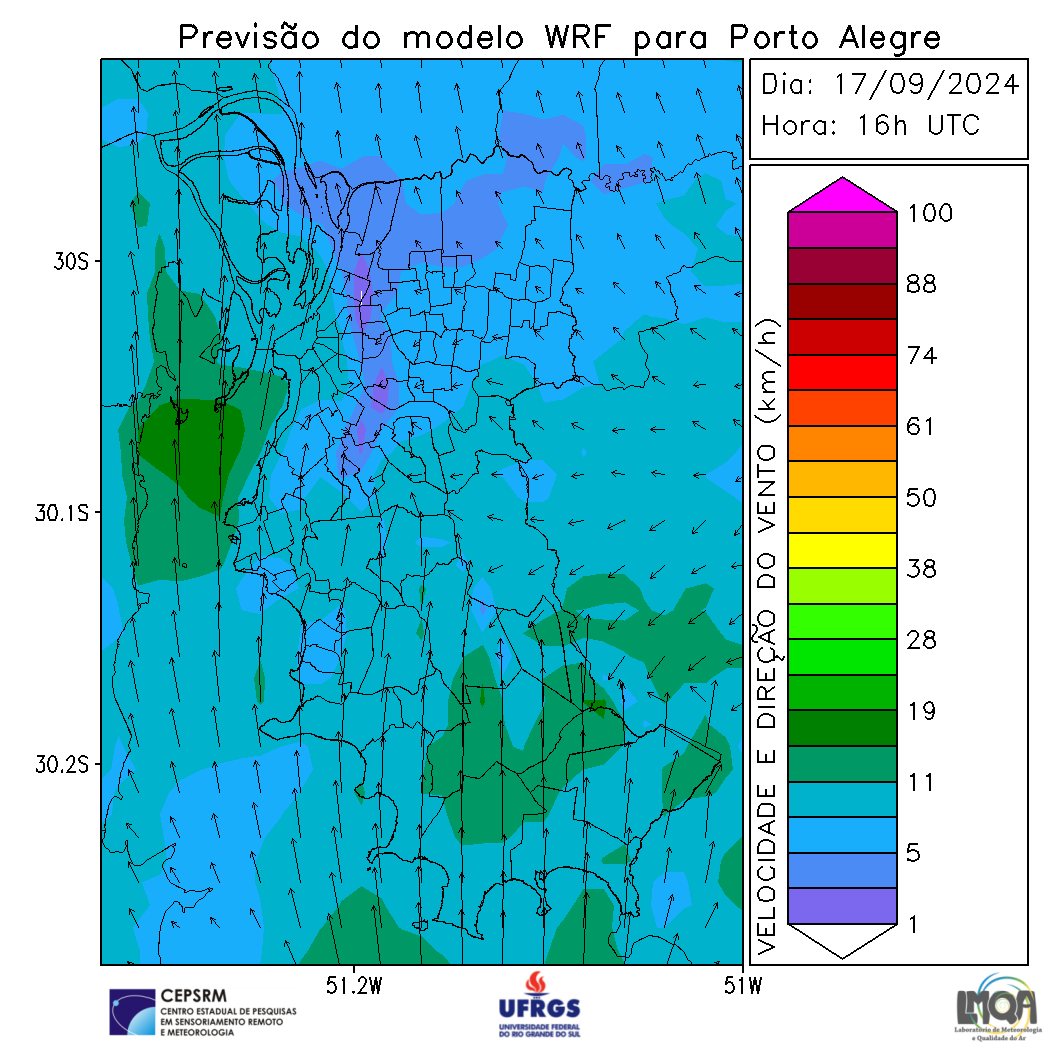 Previsão do modelo WRF para Porto Alegre
Dia: 17/09/2024
Hora: 16h UTC
30S
30.1S
30.2S
51.2W
51W
VELOCIDADE E DIREÇÃO DO VENTO (km/h)
100
88
74
61
50
38
28
19
11
5
1
CEPSRM
CENTRO ESTADUAL DE PESQUISAS
EM SENSORIAMENTO REMOTO
E METEOROLOGIA
UFRGS
UNIVERSIDADE FEDERAL
DO RIO GRANDE DO SUL
LMQA
Laboratório de Meteorologia
e Qualidade do Ar